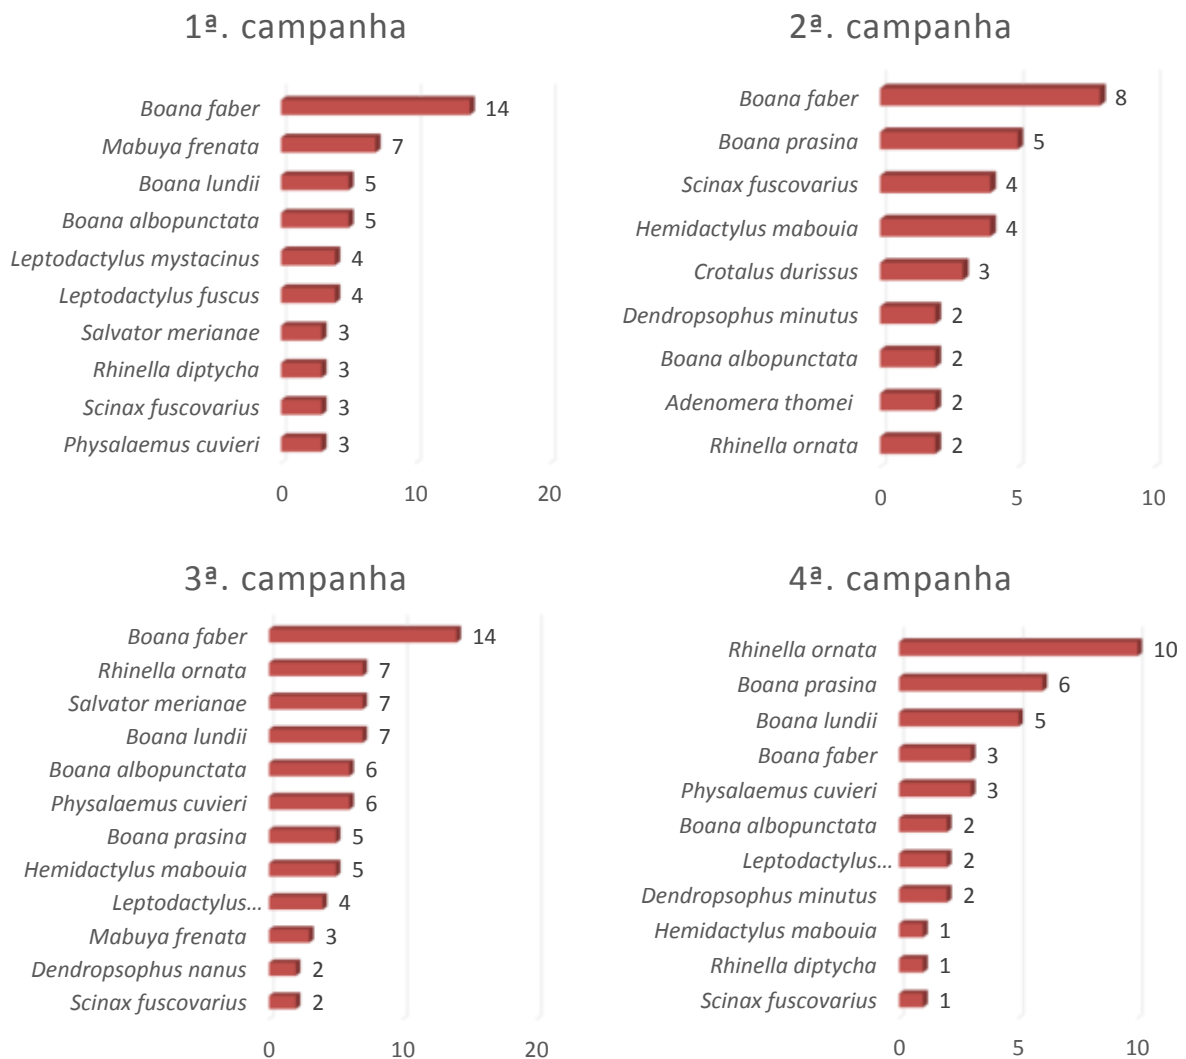 1ª. campanha
Boana faber 14
Mabuya frenata 7
Boana lundii 5
Boana albopunctata 5
Leptodactylus mystacinus 4
Leptodactylus fuscus 4
Salvator merianae 3
Rhinella diptycha 3
Scinax fuscovarius 3
Physalaemus cuvieri 3
0 10 20
2ª. campanha
Boana faber 8
Boana prasina 5
Scinax fuscovarius 4
Hemidactylus mabouia 4
Crotalus durissus 3
Dendropsophus minutus 2
Boana albopunctata 2
Adenomera thomei 2
Rhinella ornata 2
0 5 10
3ª. campanha
Boana faber 14
Rhinella ornata 7
Salvator merianae 7
Boana lundii 7
Boana albopunctata 6
Physalaemus cuvieri 6
Boana prasina 5
Hemidactylus mabouia 5
Leptodactylus... 4
Mabuya frenata 3
Dendropsophus nanus 2
Scinax fuscovarius 2
0 10 20
4ª. campanha
Rhinella ornata 10
Boana prasina 6
Boana lundii 5
Boana faber 3
Physalaemus cuvieri 3
Boana albopunctata 2
Leptodactylus... 2
Dendropsophus minutus 2
Hemidactylus mabouia 1
Rhinella diptycha 1
Scinax fuscovarius 1
0 5 10